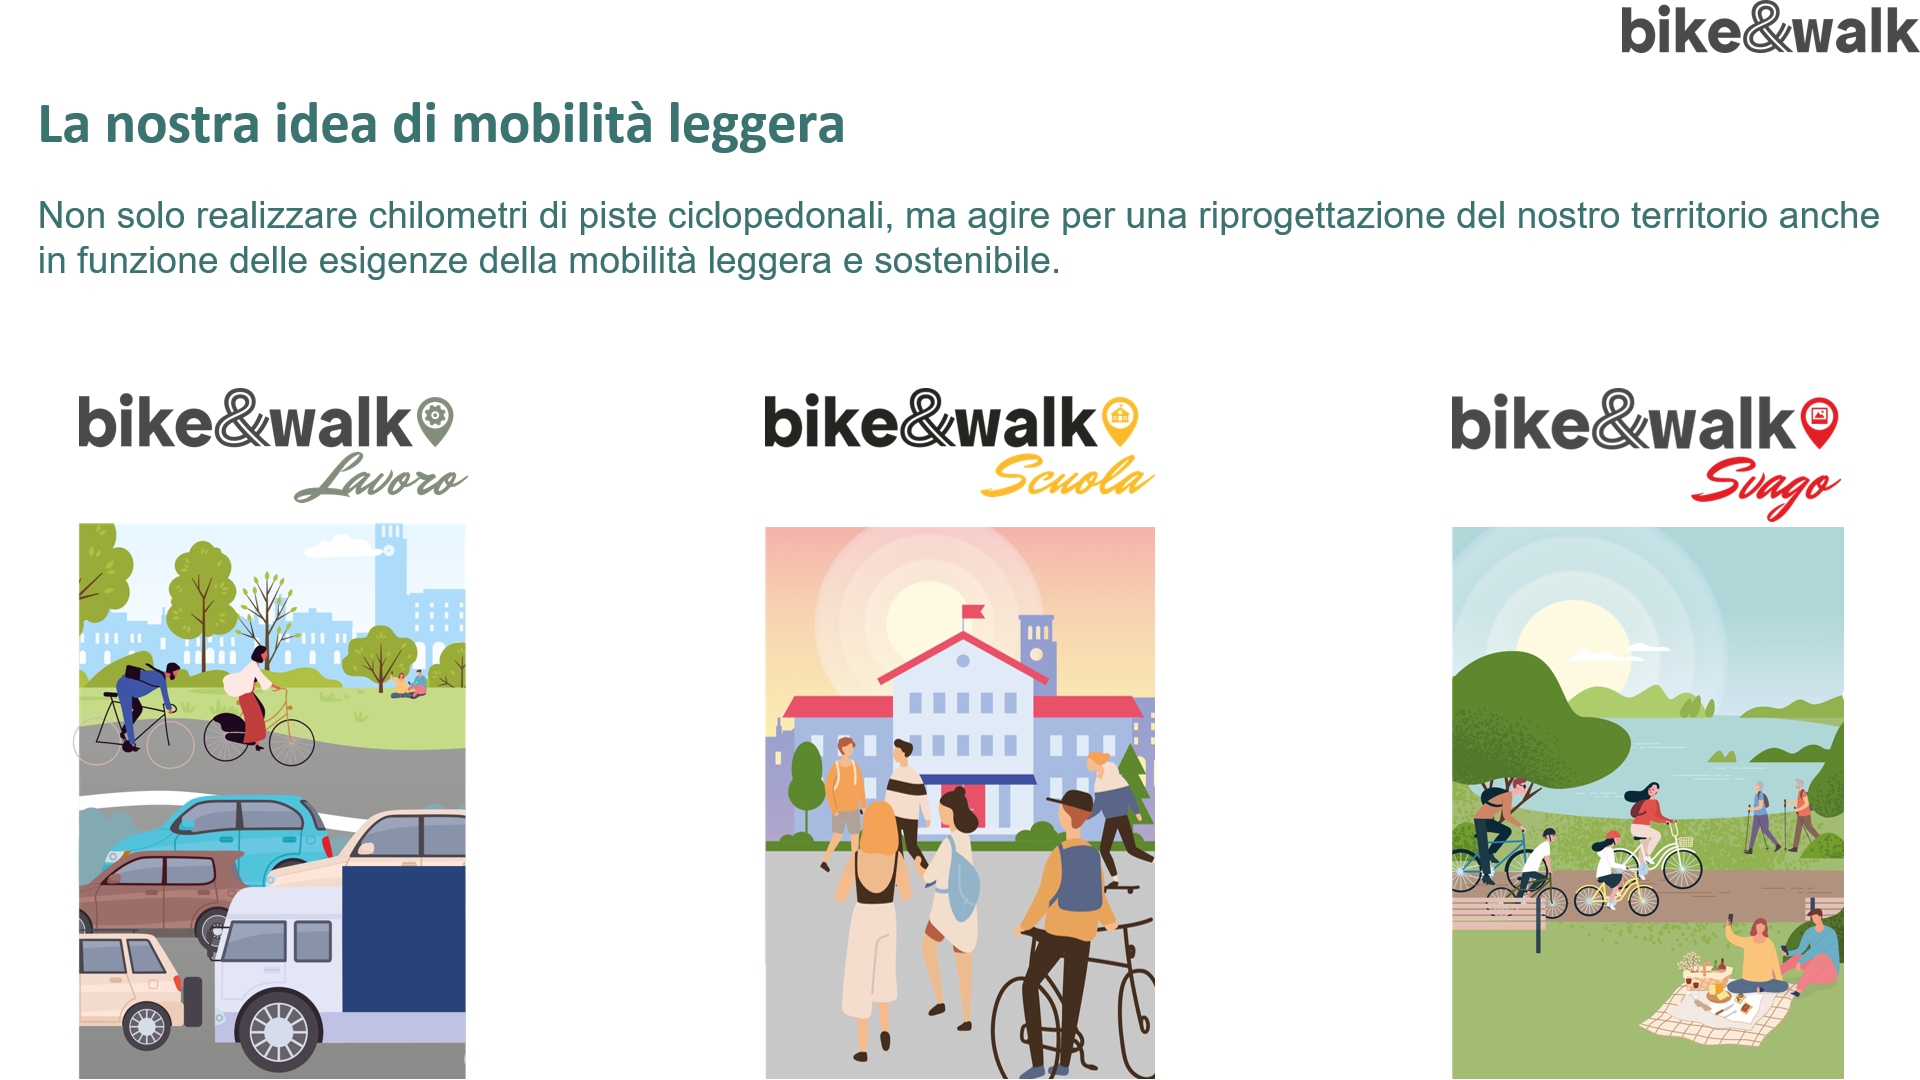 bike&walk
La nostra idea di mobilità leggera
Non solo realizzare chilometri di piste ciclopedonali, ma agire per una riprogettazione del nostro territorio anche
in funzione delle esigenze della mobilità leggera e sostenibile.
bike&walk
Lavoro
bike&walk
Scuola
bike&walk
Svago